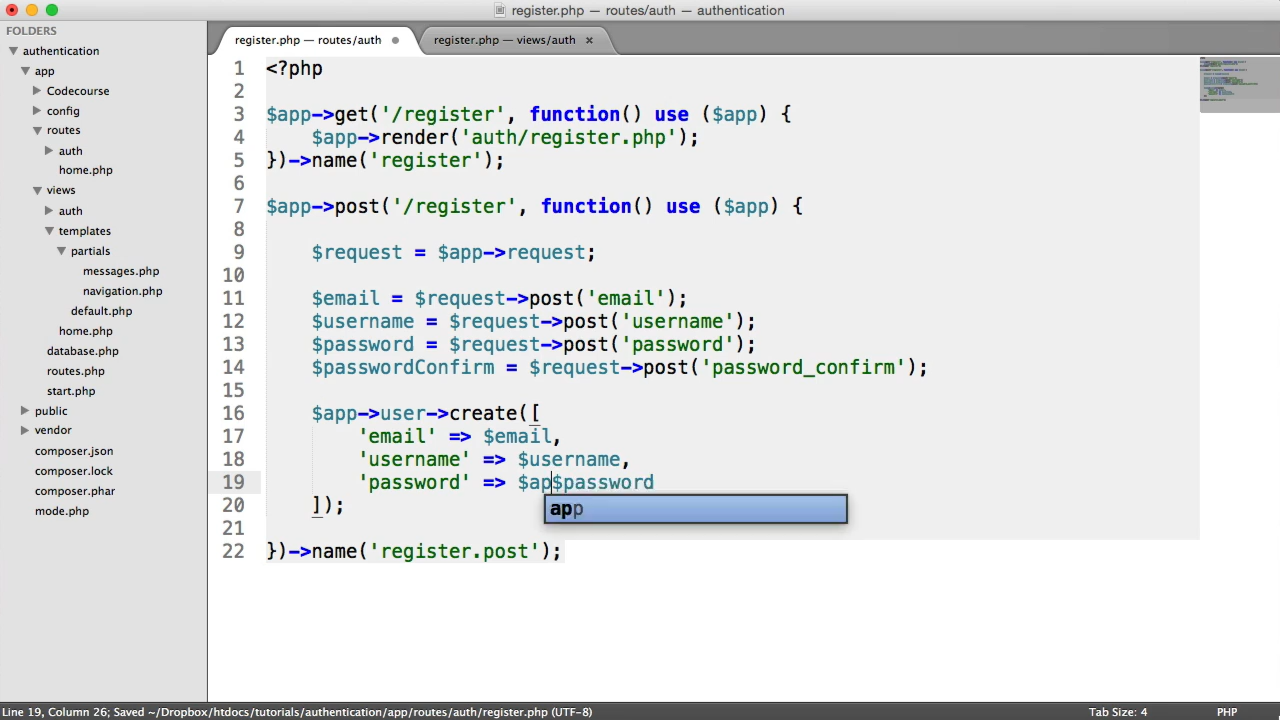 register.php — routes/auth — authentication
FOLDERS
authentication
app
Codecourse
config
routes
auth
home.php
views
auth
templates
partials
messages.php
navigation.php
default.php
home.php
database.php
routes.php
start.php
public
vendor
composer.json
composer.lock
composer.phar
mode.php
register.php — routes/auth
register.php — views/auth ×
1 <?php
2
3 $app->get('/register', function() use ($app) {
4     $app->render('auth/register.php');
5 })->name('register');
6
7 $app->post('/register', function() use ($app) {
8
9     $request = $app->request;
10
11     $email = $request->post('email');
12     $username = $request->post('username');
13     $password = $request->post('password');
14     $passwordConfirm = $request->post('password_confirm');
15
16     $app->user->create([
17         'email' => $email,
18         'username' => $username,
19         'password' => $ap$password
app
20     ]);
21
22 })->name('register.post');
Line 19, Column 26; Saved ~/Dropbox/htdocs/tutorials/authentication/app/routes/auth/register.php (UTF-8)
Tab Size: 4
PHP